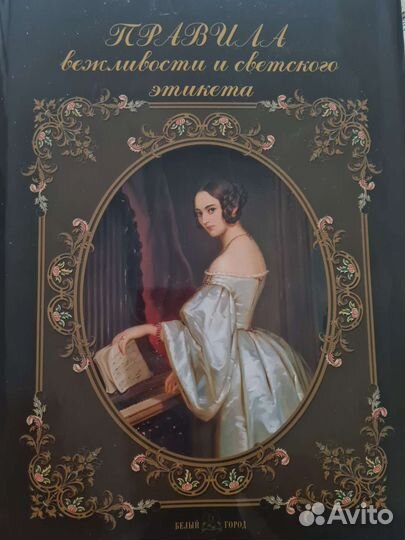 ПРАВИЛА
вежливости и светского
этикета
БЕЛЫЙ ГОРОД
Avito